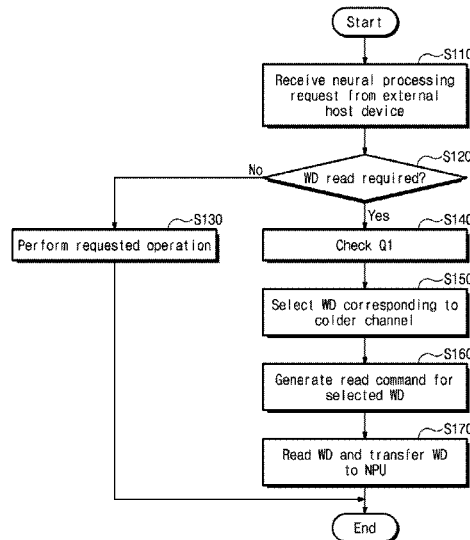 Start
S110
Receive neural processing
request from external
host device
S120
WD read required?
No
Yes
S130
Perform requested operation
S140
Check Q1
S150
Select WD corresponding to
colder channel
S160
Generate read command for
selected WD
S170
Read WD and transfer WD
to NPU
End